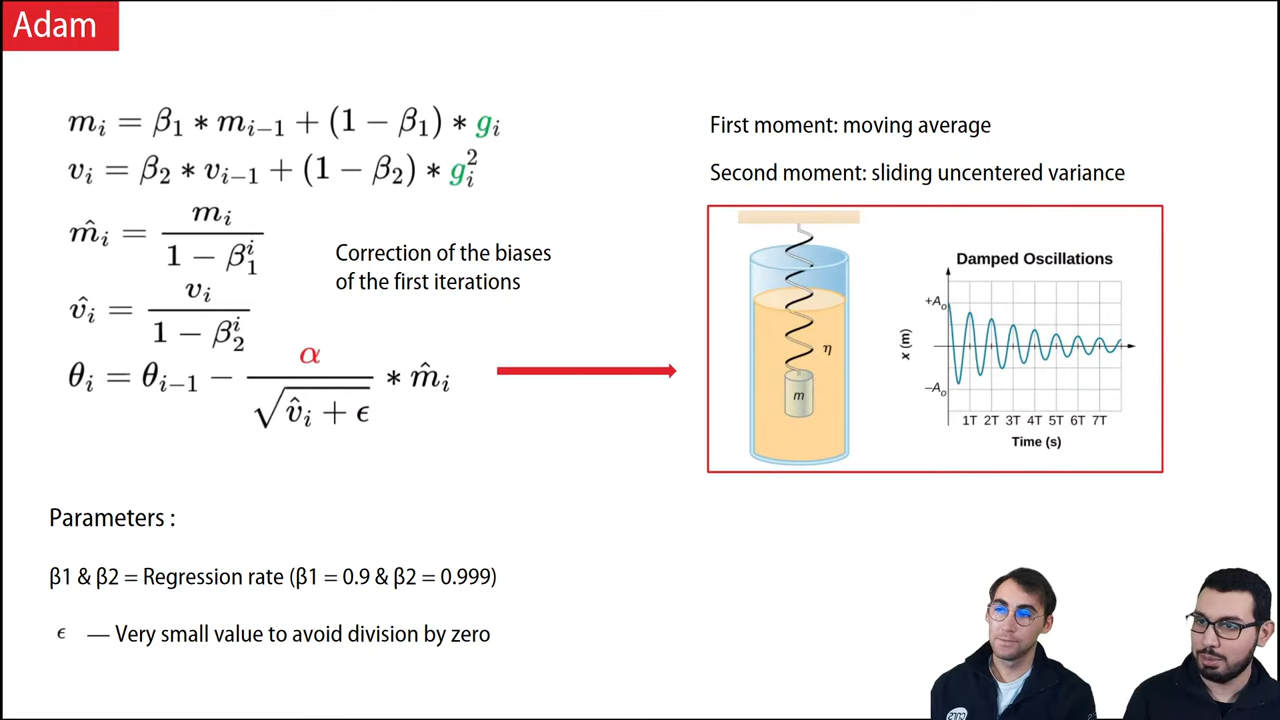 Adam
m_i = β_1 * m_{i-1} + (1 − β_1) * g_i
v_i = β_2 * v_{i-1} + (1 − β_2) * g_i^2
m̂_i = m_i / (1 − β_1^i)
v̂_i = v_i / (1 − β_2^i)
θ_i = θ_{i-1} − α / √(v̂_i + ϵ) * m̂_i
Correction of the biases
of the first iterations
First moment: moving average
Second moment: sliding uncentered variance
η
m
Damped Oscillations
+A_o
x (m)
−A_o
1T 2T 3T 4T 5T 6T 7T
Time (s)
Parameters :
β1 & β2 = Regression rate (β1 = 0.9 & β2 = 0.999)
ϵ — Very small value to avoid division by zero